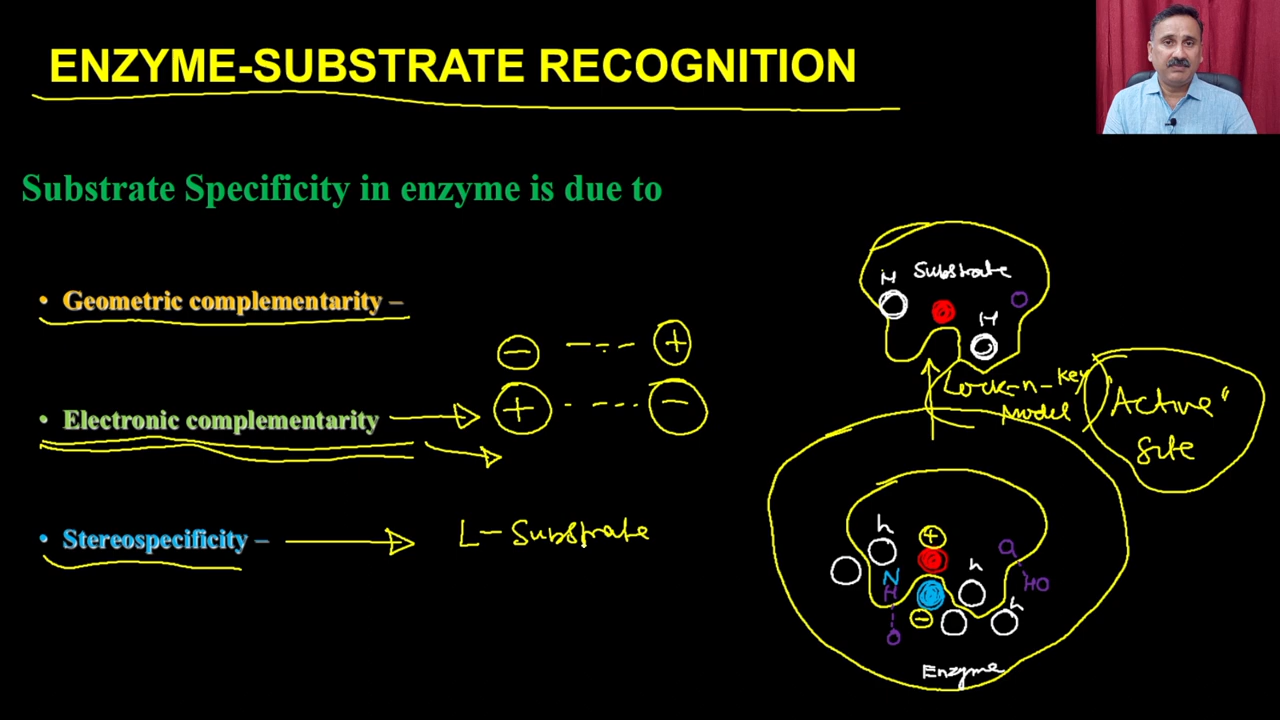 ENZYME-SUBSTRATE RECOGNITION
Substrate Specificity in enzyme is due to
• Geometric complementarity –
• Electronic complementarity
• Stereospecificity –
− ---- +
+ ---- −
L-Substrate
Substrate
H
H
Lock-n-key
Model
"Active"
Site
h
+
h
N
H
HO
h
−
Enzyme